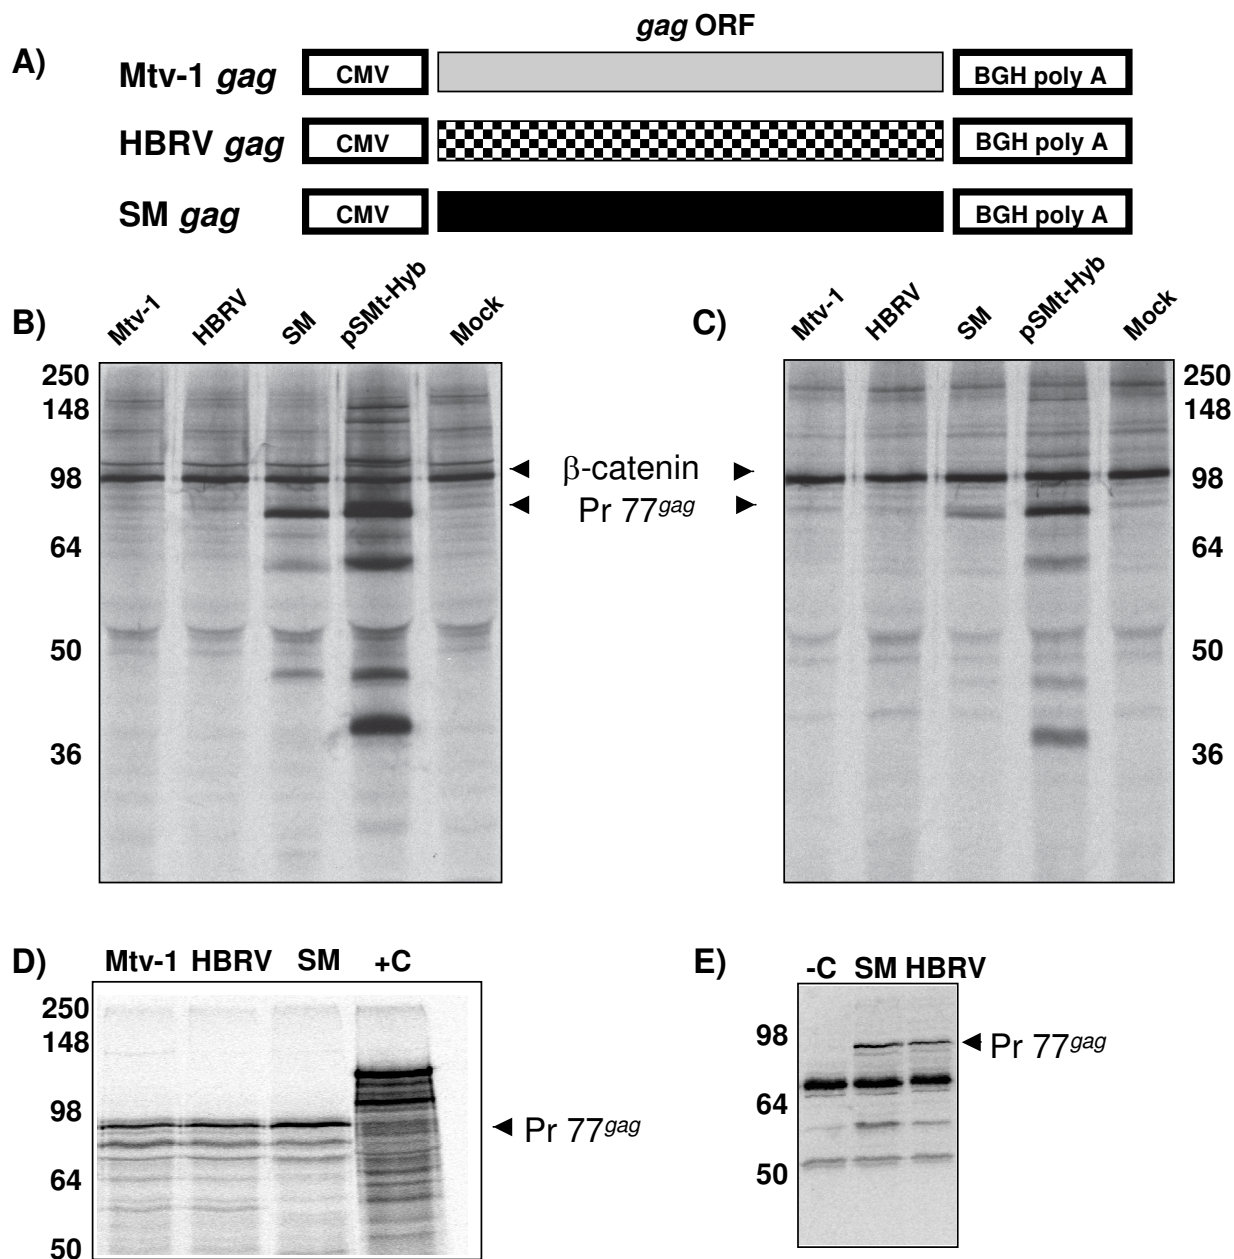 gag ORF
A)
Mtv-1 gag CMV BGH poly A
HBRV gag CMV BGH poly A
SM gag CMV BGH poly A
B) Mtv-1 HBRV SM pSMt-Hyb Mock
C) Mtv-1 HBRV SM pSMt-Hyb Mock
250
148
98
64
50
36
β-catenin
Pr 77gag
250
148
98
64
50
36
D) Mtv-1 HBRV SM +C
250
148
98
64
50
Pr 77gag
E) -C SM HBRV
98
64
50
Pr 77gag